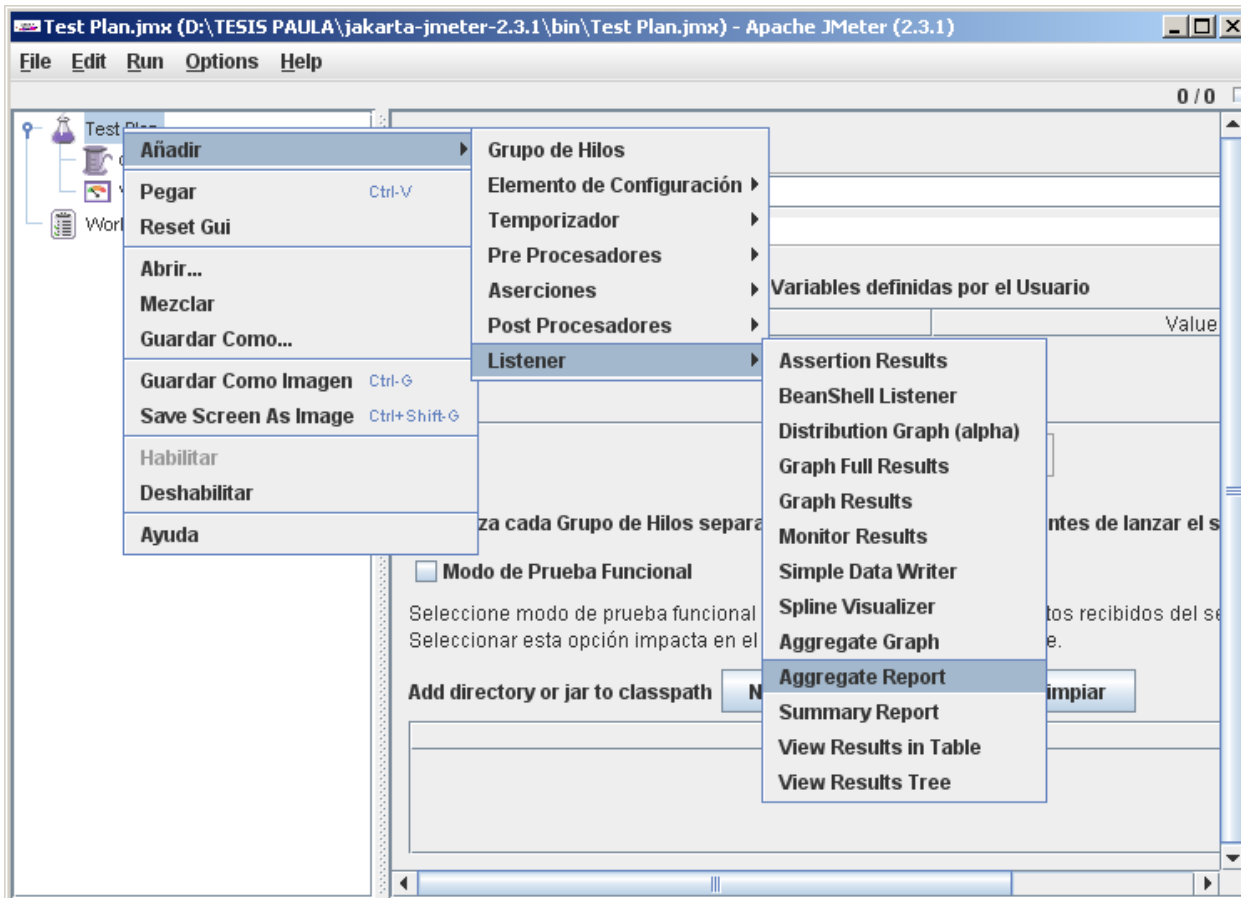 Test Plan.jmx (D:\TESIS PAULA\jakarta-jmeter-2.3.1\bin\Test Plan.jmx) - Apache JMeter (2.3.1)
File Edit Run Options Help
0 / 0
Test Plan
Añadir
Pegar Ctrl-V
Reset Gui
Abrir...
Mezclar
Guardar Como...
Guardar Como Imagen Ctrl-G
Save Screen As Image Ctrl+Shift-G
Habilitar
Deshabilitar
Ayuda
Grupo de Hilos
Elemento de Configuración
Temporizador
Pre Procesadores
Aserciones
Post Procesadores
Listener
Assertion Results
BeanShell Listener
Distribution Graph (alpha)
Graph Full Results
Graph Results
Monitor Results
Simple Data Writer
Spline Visualizer
Aggregate Graph
Aggregate Report
Summary Report
View Results in Table
View Results Tree
Variables definidas por el Usuario
Value
cada Grupo de Hilos de lanzar el
Modo de Prueba Funcional
Seleccione modo de prueba funcional recibidos del
Seleccionar esta opción impacta en el
Add directory or jar to classpath